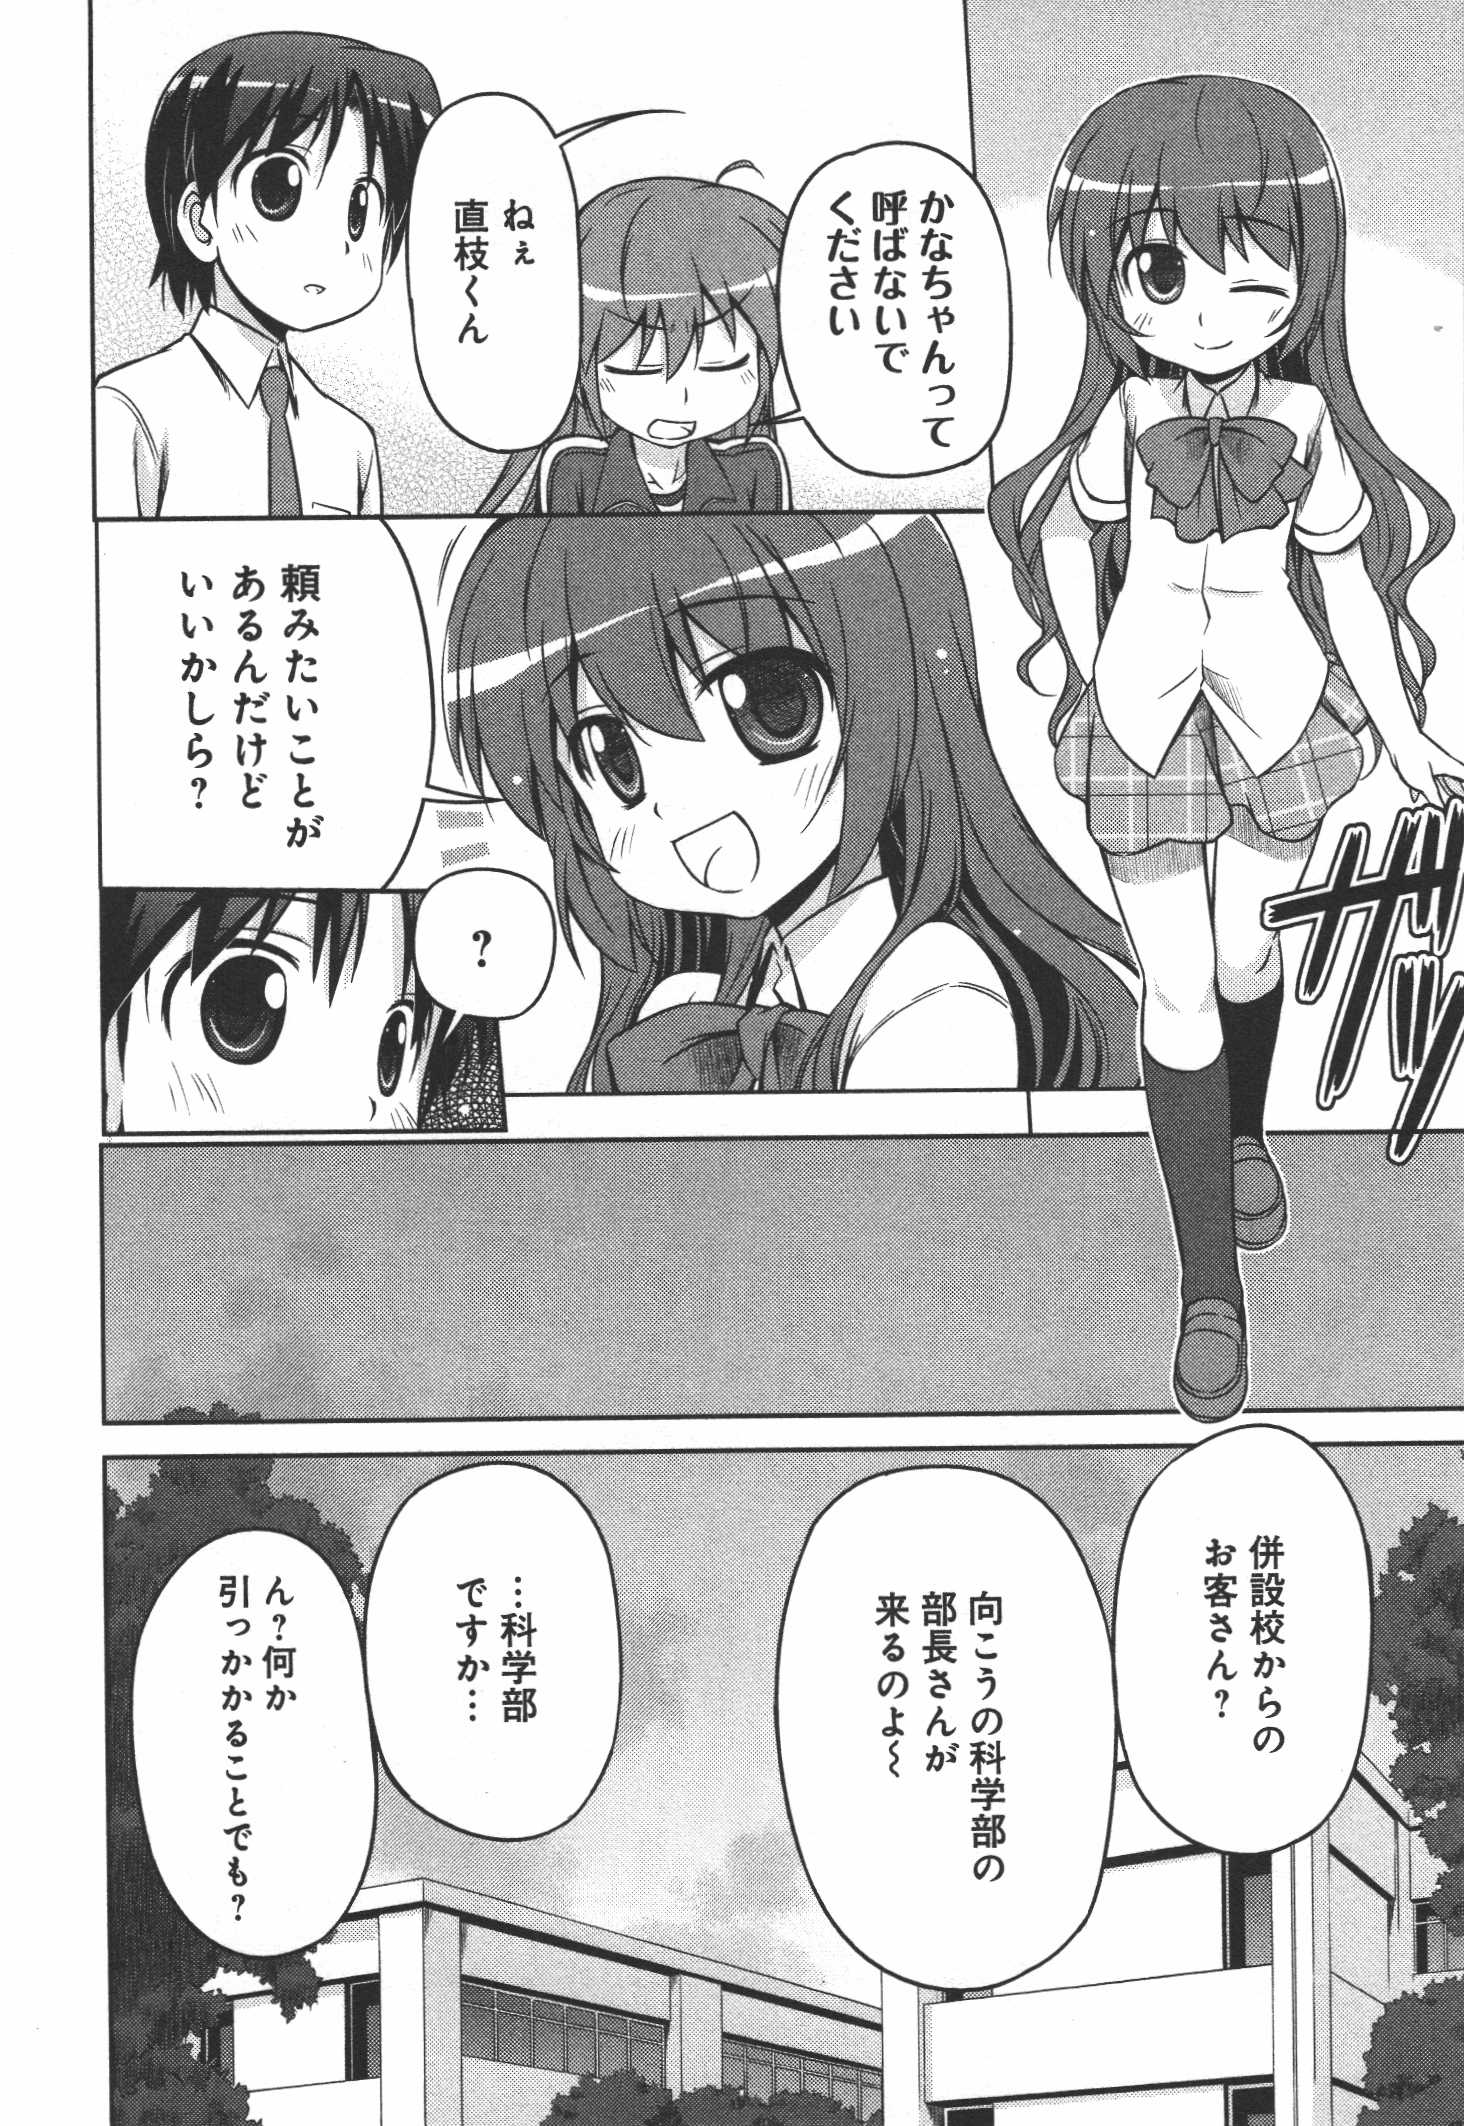 ザッ
かなちゃんって
呼ばないで
ください
ねぇ
直枝くん
頼みたいことが
あるんだけど
いいかしら?
?
併設校からの
お客さん?
向こうの科学部の
部長さんが
来るのよ~
…科学部
ですか…
ん?何か
引っかかることでも?